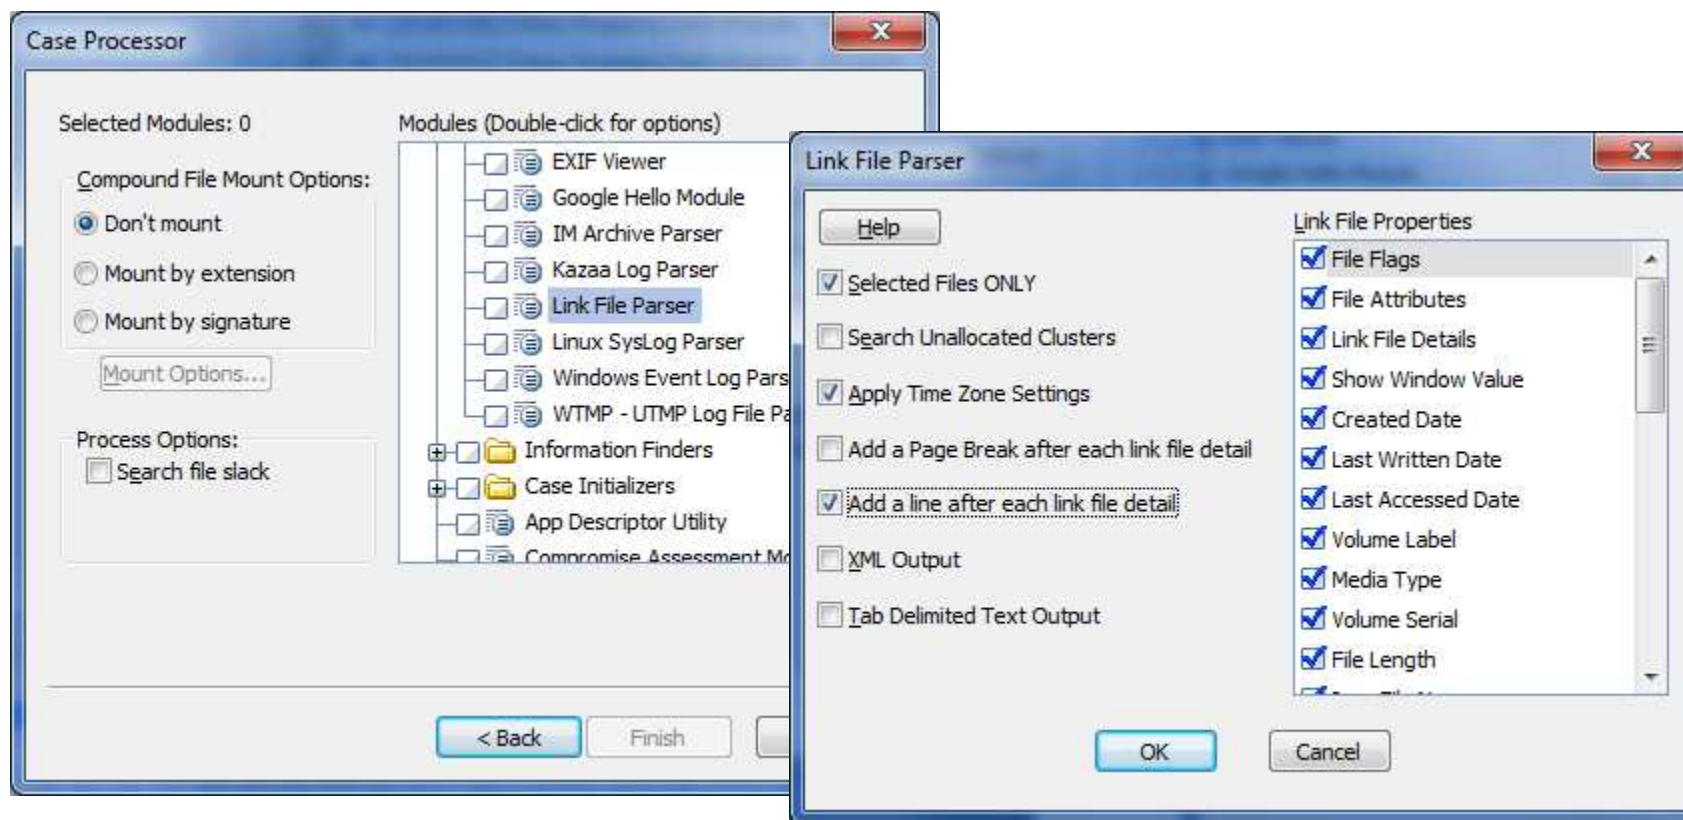 Case Processor
Selected Modules: 0
Compound File Mount Options:
Don't mount
Mount by extension
Mount by signature
Mount Options...
Process Options:
Search file slack
Modules (Double-click for options)
EXIF Viewer
Google Hello Module
IM Archive Parser
Kazaa Log Parser
Link File Parser
Linux SysLog Parser
Windows Event Log Pars
WTMP - UTMP Log File Pa
Information Finders
Case Initializers
App Descriptor Utility
Compromise Assessment Mo
< Back
Finish
Link File Parser
Help
Selected Files ONLY
Search Unallocated Clusters
Apply Time Zone Settings
Add a Page Break after each link file detail
Add a line after each link file detail
XML Output
Tab Delimited Text Output
Link File Properties
File Flags
File Attributes
Link File Details
Show Window Value
Created Date
Last Written Date
Last Accessed Date
Volume Label
Media Type
Volume Serial
File Length
OK
Cancel